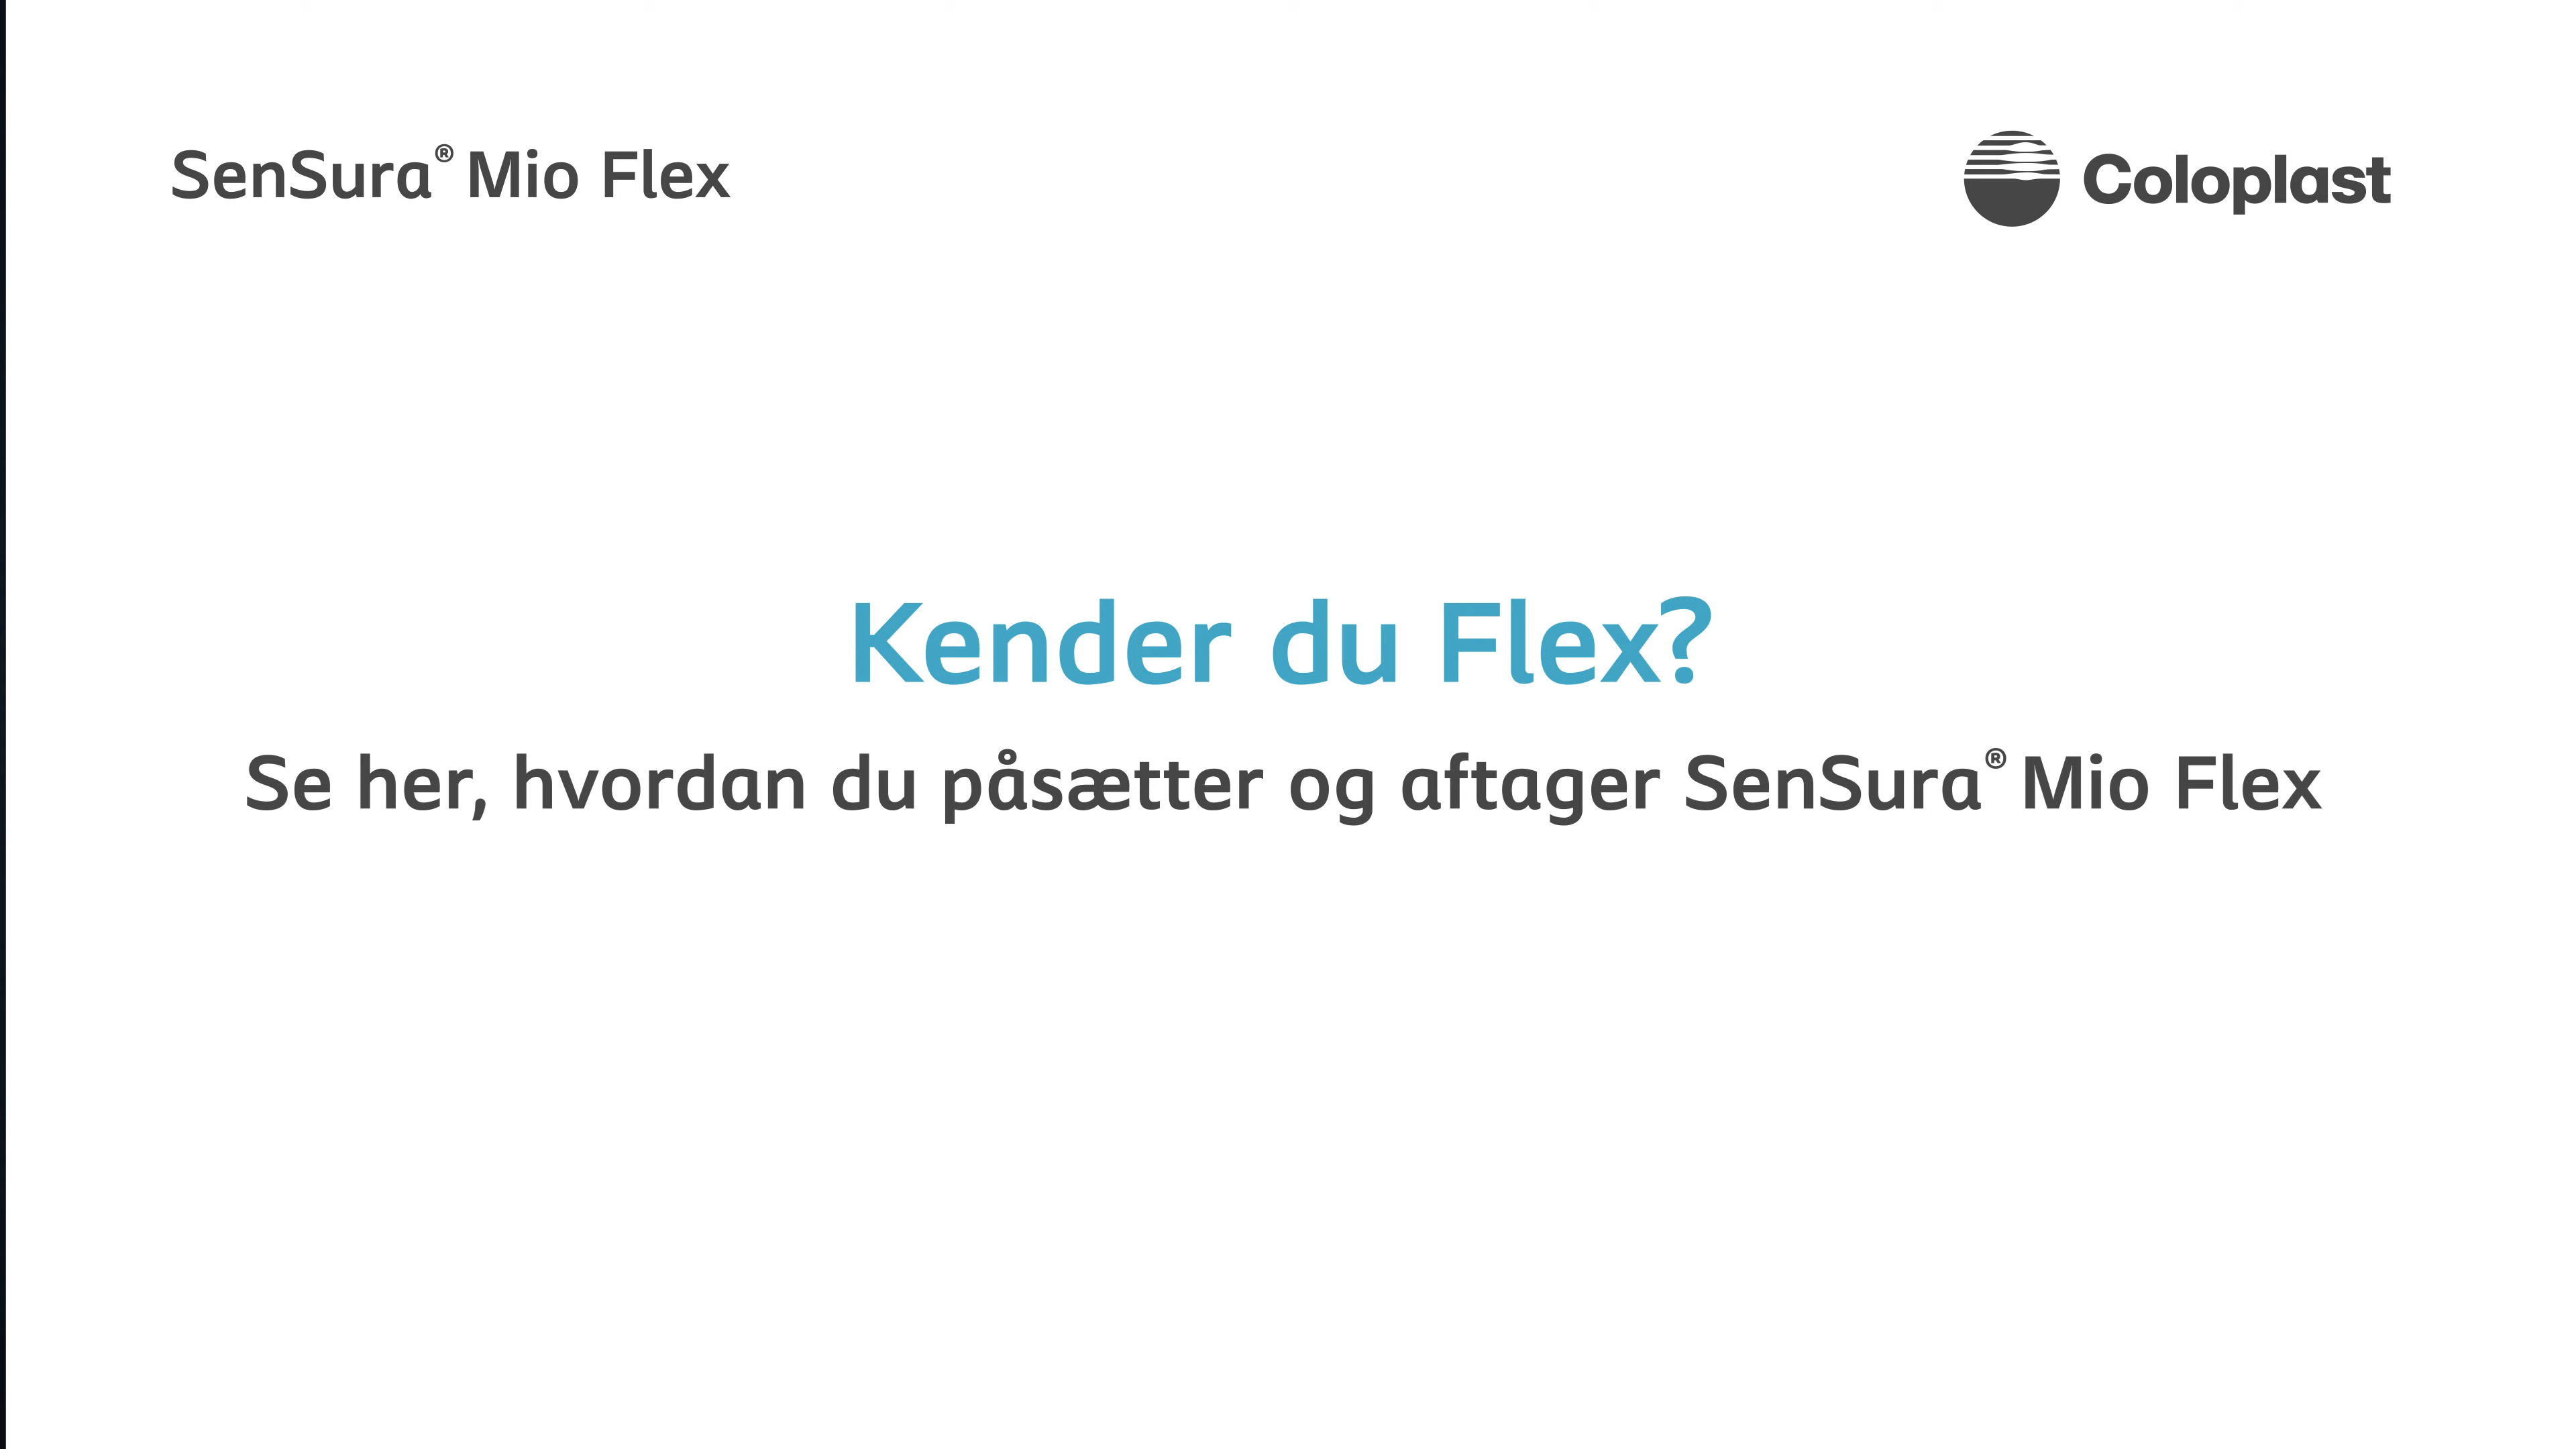 SenSura® Mio Flex
Coloplast
Kender du Flex?
Se her, hvordan du påsætter og aftager SenSura® Mio Flex